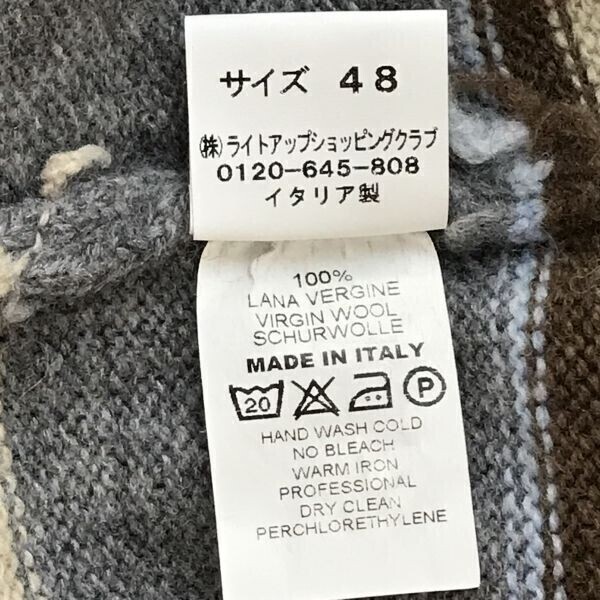 サイズ 48
㈱ライトアップショッピングクラブ
0120-645-808
イタリア製
100%
LANA VERGINE
VIRGIN WOOL
SCHURWOLLE
MADE IN ITALY
20 P
HAND WASH COLD
NO BLEACH
WARM IRON
PROFESSIONAL
DRY CLEAN
PERCHLORETHYLENE